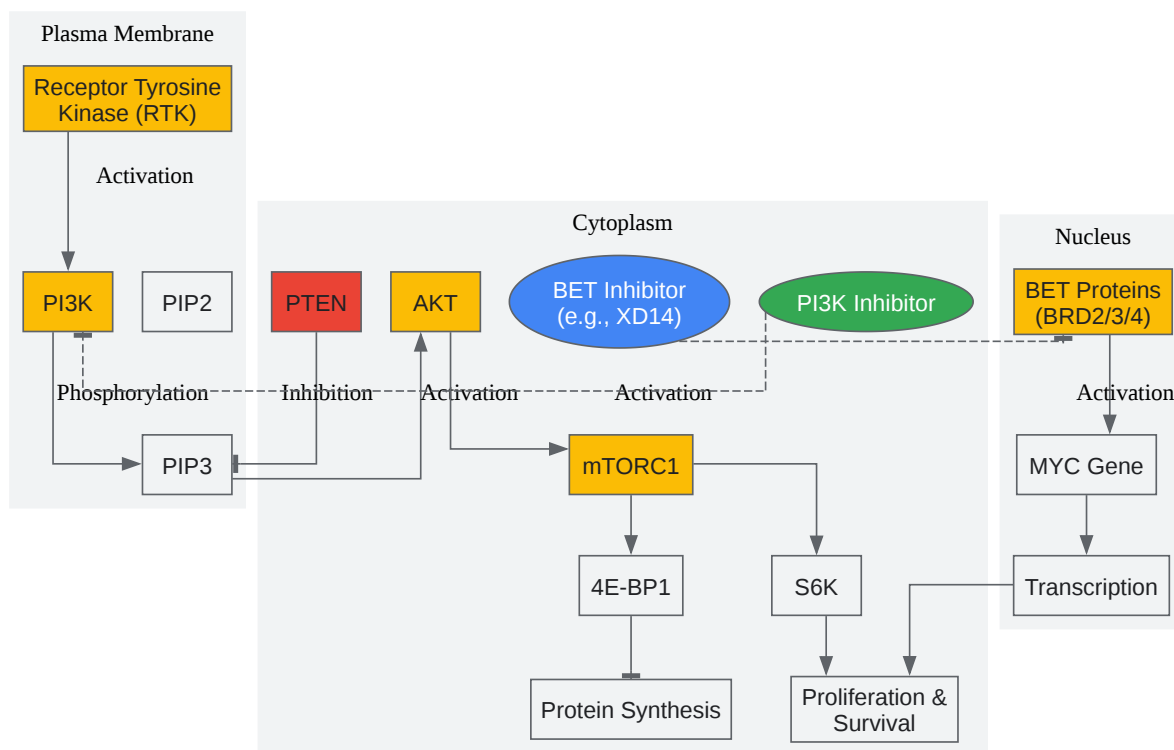 Plasma Membrane
Receptor Tyrosine
Kinase (RTK)
Activation
Cytoplasm
Nucleus
PI3K
PIP2
PTEN
AKT
BET Inhibitor
(e.g., XD14)
PI3K Inhibitor
BET Proteins
(BRD2/3/4)
Phosphorylation
Inhibition
Activation
Activation
Activation
PIP3
mTORC1
MYC Gene
4E-BP1
S6K
Transcription
Protein Synthesis
Proliferation &
Survival